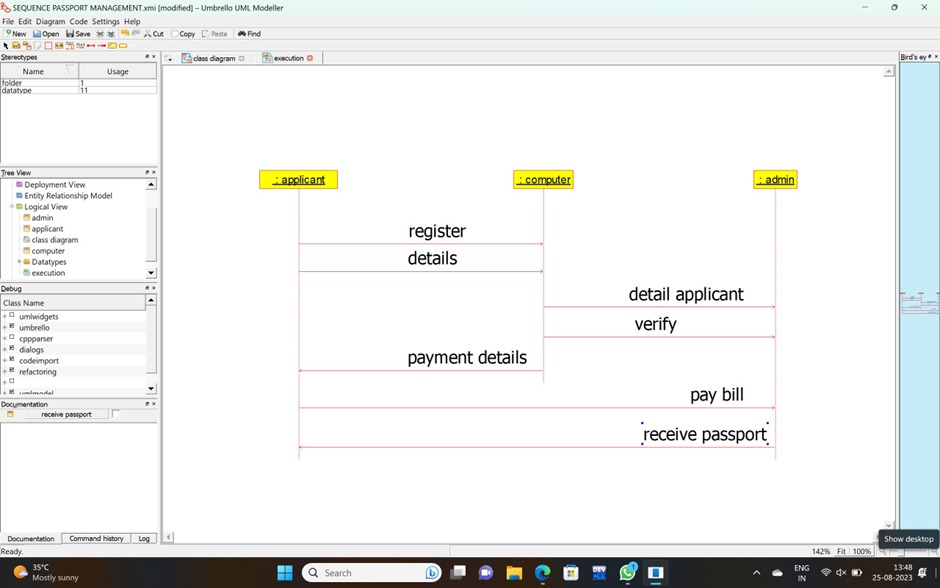 SEQUENCE PASSPORT MANAGEMENT.xmi [modified] – Umbrello UML Modeller
File Edit Diagram Code Settings Help
New Open Save Cut Copy Paste Find
Stereotypes
Name Usage
folder 1
datatype 11
Tree View
Deployment View
Entity Relationship Model
Logical View
admin
applicant
class diagram
computer
Datatypes
execution
Debug
Class Name
umlwidgets
umbrello
cppparser
dialogs
codeimport
refactoring
umlmodel
Documentation
receive passport
Documentation Command history Log
Ready.
class diagram execution
: applicant : computer : admin
register
details
detail applicant
verify
payment details
pay bill
receive passport
Bird's ey
Show desktop
142% Fit 100%
35°C
Mostly sunny
Search
ENG
IN
13:48
25-08-2023